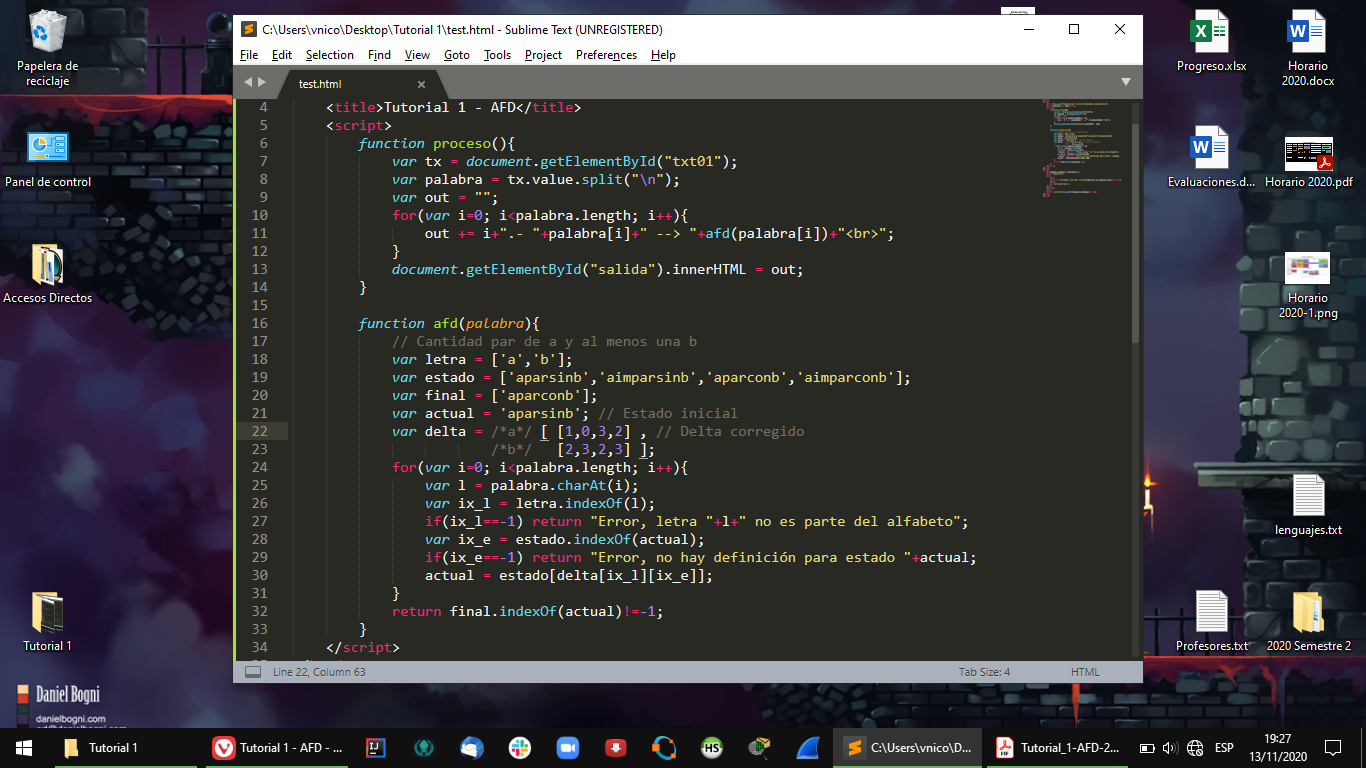 Papelera de
reciclaje
Panel de control
Accesos Directos
Tutorial 1
Daniel Bogni
danielbogni.com
C:\Users\vnico\Desktop\Tutorial 1\test.html - Sublime Text (UNREGISTERED)
File Edit Selection Find View Goto Tools Project Preferences Help
test.html
4 <title>Tutorial 1 - AFD</title>
5 <script>
6 function proceso(){
7 var tx = document.getElementById("txt01");
8 var palabra = tx.value.split("\n");
9 var out = "";
10 for(var i=0; i<palabra.length; i++){
11 out += i+".- "+palabra[i]+" --> "+afd(palabra[i])+"<br>";
12 }
13 document.getElementById("salida").innerHTML = out;
14 }
15
16 function afd(palabra){
17 // Cantidad par de a y al menos una b
18 var letra = ['a','b'];
19 var estado = ['aparsinb','aimparsinb','aparconb','aimparconb'];
20 var final = ['aparconb'];
21 var actual = 'aparsinb'; // Estado inicial
22 var delta = /*a*/ [ [1,0,3,2] , // Delta corregido
23 /*b*/ [2,3,2,3] ];
24 for(var i=0; i<palabra.length; i++){
25 var l = palabra.charAt(i);
26 var ix_l = letra.indexOf(l);
27 if(ix_l==-1) return "Error, letra "+l+" no es parte del alfabeto";
28 var ix_e = estado.indexOf(actual);
29 if(ix_e==-1) return "Error, no hay definición para estado "+actual;
30 actual = estado[delta[ix_l][ix_e]];
31 }
32 return final.indexOf(actual)!=-1;
33 }
34 </script>
Line 22, Column 63
Tab Size: 4
HTML
Progreso.xlsx
Horario
2020.docx
Evaluaciones.d...
Horario 2020.pdf
Horario
2020-1.png
lenguajes.txt
Profesores.txt
2020 Semestre 2
Tutorial 1
Tutorial 1 - AFD - ...
C:\Users\vnico\D...
Tutorial_1-AFD-2...
ESP
19:27
13/11/2020